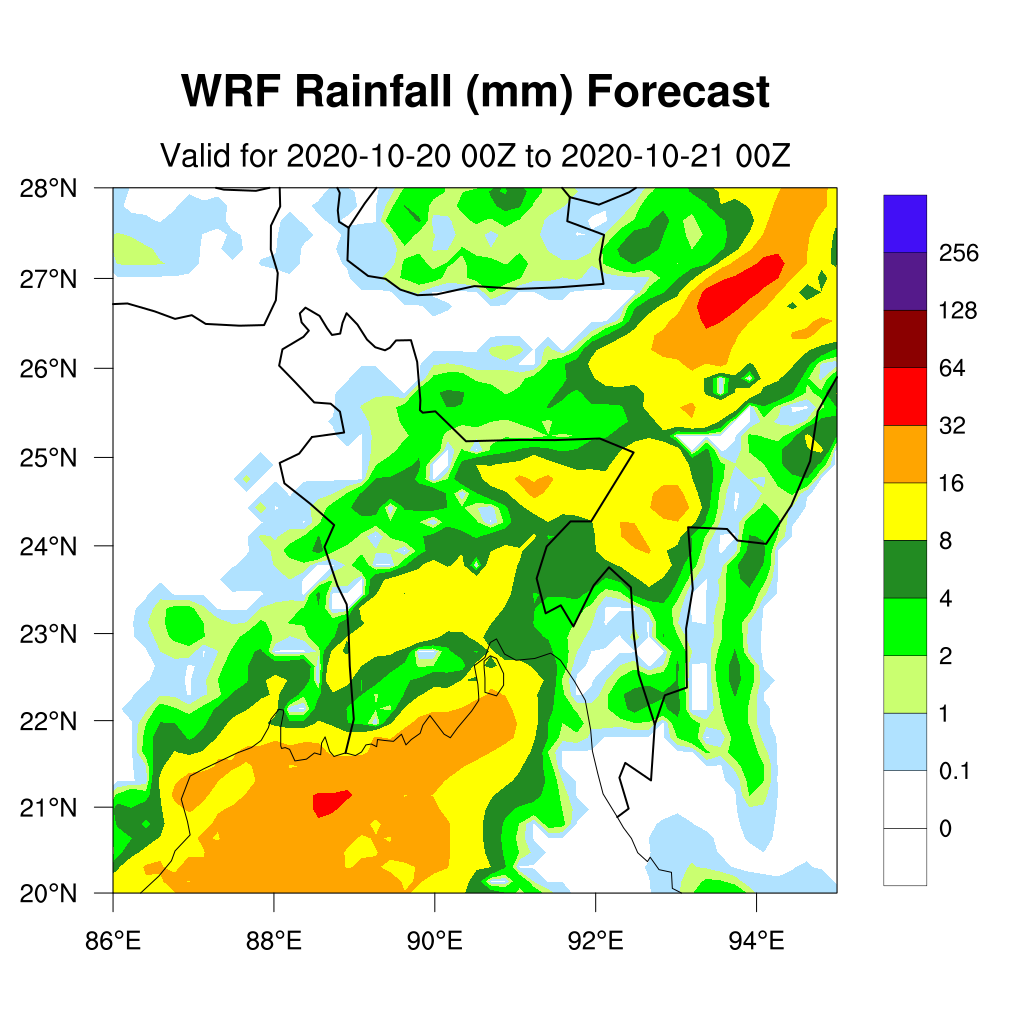 WRF Rainfall (mm) Forecast
Valid for 2020-10-20 00Z to 2020-10-21 00Z
28°N
27°N
26°N
25°N
24°N
23°N
22°N
21°N
20°N
86°E 88°E 90°E 92°E 94°E
256
128
64
32
16
8
4
2
1
0.1
0